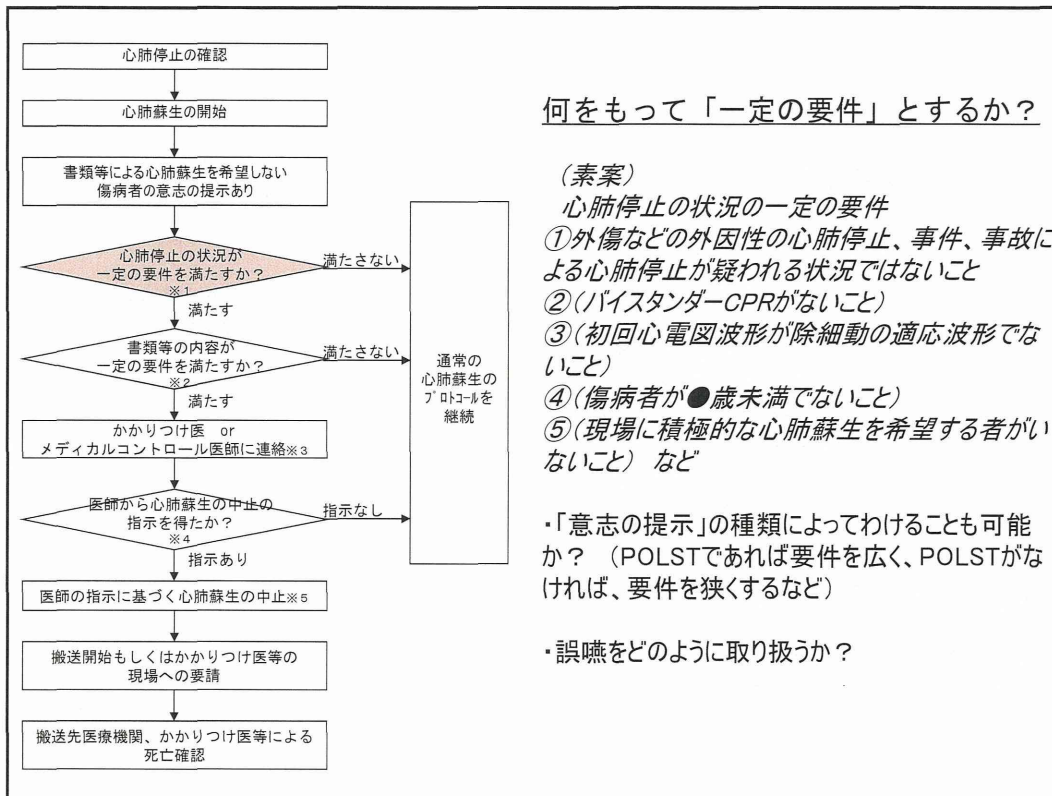 心肺停止の確認
心肺蘇生の開始
書類等による心肺蘇生を希望しない
傷病者の意志の提示あり
心肺停止の状況が
一定の要件を満たすか？
※1
満たさない
満たす
書類等の内容が
一定の要件を満たすか？
※2
満たさない
満たす
かかりつけ医 or
メディカルコントロール医師に連絡※3
医師から心肺蘇生の中止の
指示を得たか？
※4
指示なし
指示あり
医師の指示に基づく心肺蘇生の中止※5
搬送開始もしくはかかりつけ医等の
現場への要請
搬送先医療機関、かかりつけ医等による
死亡確認
通常の
心肺蘇生の
プロトコールを
継続
何をもって「一定の要件」とするか？
(素案)
心肺停止の状況の一定の要件
①外傷などの外因性の心肺停止、事件、事故に
よる心肺停止が疑われる状況ではないこと
②(バイスタンダーCPRがないこと)
③(初回心電図波形が除細動の適応波形でな
いこと)
④(傷病者が●歳未満でないこと)
⑤(現場に積極的な心肺蘇生を希望する者がい
ないこと) など
・「意志の提示」の種類によってわけることも可能
か？ (POLSTであれば要件を広く、POLSTがな
ければ、要件を狭くするなど)
・誤嚥をどのように取り扱うか？